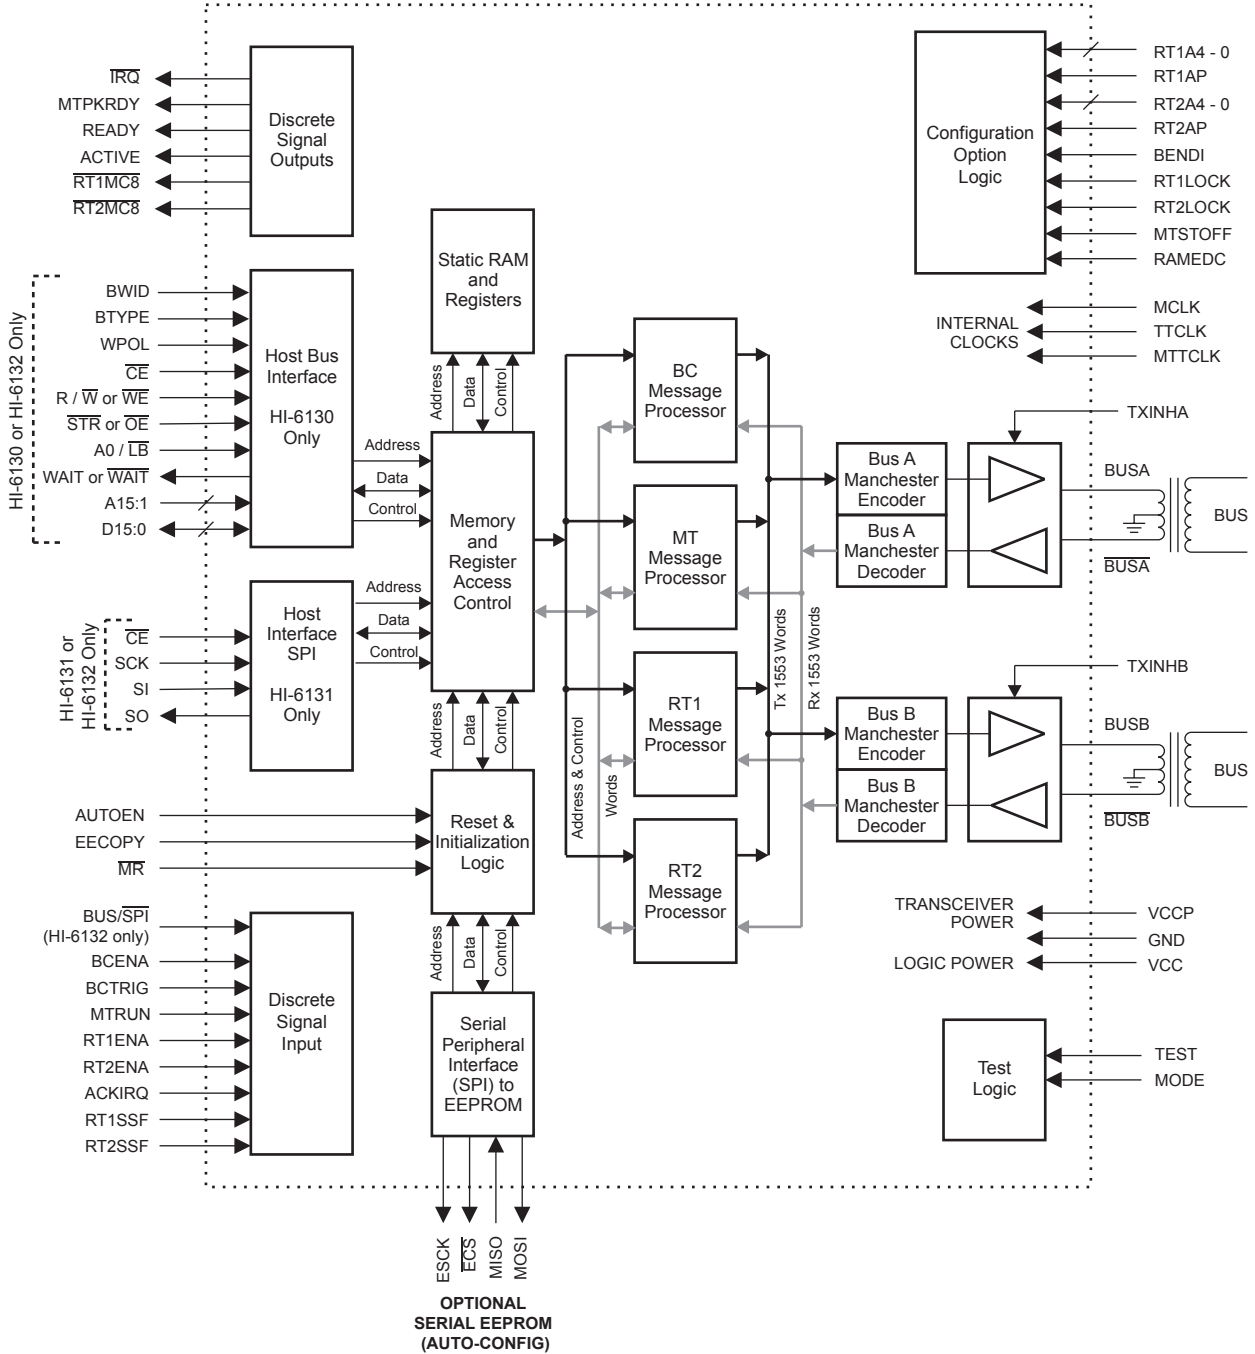 IRQ
MTPKRDY
READY
ACTIVE
RT1MC8
RT2MC8
Discrete
Signal
Outputs
HI-6130 or HI-6132 Only
BWID
BTYPE
WPOL
CE
R / W or WE
STR or OE
A0 / LB
WAIT or WAIT
A15:1
D15:0
Host Bus
Interface
HI-6130
Only
Address
Data
Control
HI-6131 or
HI-6132 Only
CE
SCK
SI
SO
Host
Interface
SPI
HI-6131
Only
Address
Data
Control
AUTOEN
EECOPY
MR
BUS/SPI
(HI-6132 only)
BCENA
BCTRIG
MTRUN
RT1ENA
RT2ENA
ACKIRQ
RT1SSF
RT2SSF
Discrete
Signal
Input
Static RAM
and
Registers
Address
Data
Control
Memory
and
Register
Access
Control
Address
Data
Control
Reset &
Initialization
Logic
Address
Data
Control
Serial
Peripheral
Interface
(SPI) to
EEPROM
ESCK
ECS
MISO
MOSI
OPTIONAL
SERIAL EEPROM
(AUTO-CONFIG)
BC
Message
Processor
MT
Message
Processor
RT1
Message
Processor
RT2
Message
Processor
Address & Control
Words
Tx 1553 Words
Rx 1553 Words
Configuration
Option
Logic
RT1A4 - 0
RT1AP
RT2A4 - 0
RT2AP
BENDI
RT1LOCK
RT2LOCK
MTSTOFF
RAMEDC
INTERNAL
CLOCKS
MCLK
TTCLK
MTTCLK
TXINHA
Bus A
Manchester
Encoder
Bus A
Manchester
Decoder
BUSA
BUSA
BUS
TXINHB
Bus B
Manchester
Encoder
Bus B
Manchester
Decoder
BUSB
BUSB
BUS
TRANSCEIVER
POWER
LOGIC POWER
VCCP
GND
VCC
Test
Logic
TEST
MODE